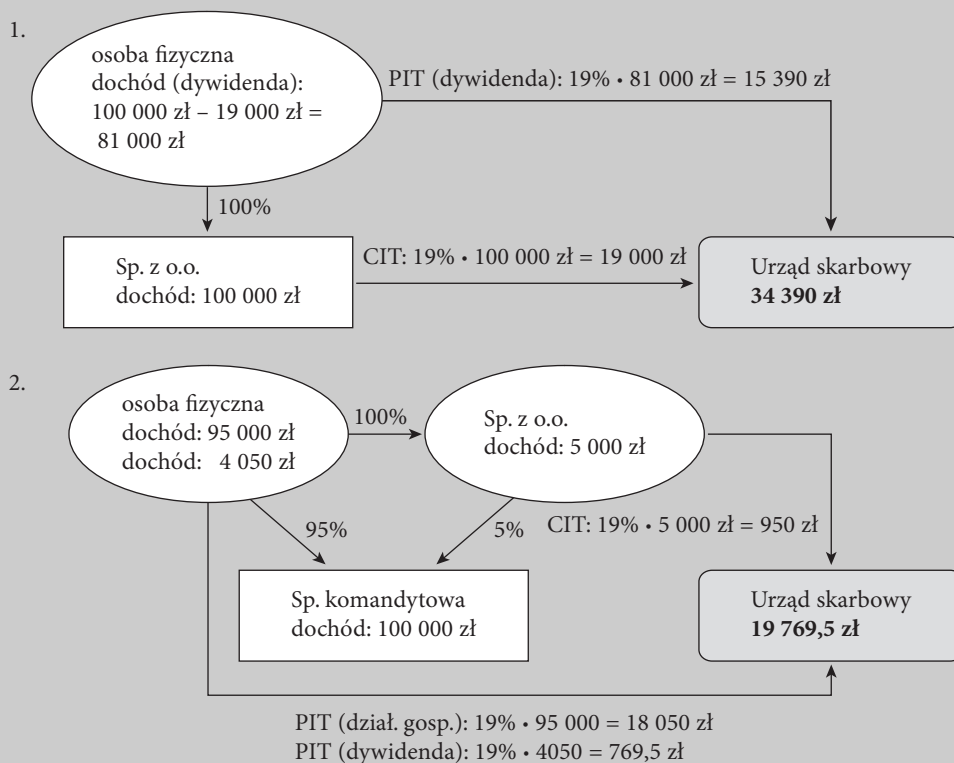 1.
osoba fizyczna
dochód (dywidenda):
100 000 zł – 19 000 zł =
81 000 zł
PIT (dywidenda): 19% • 81 000 zł = 15 390 zł
100%
Sp. z o.o.
dochód: 100 000 zł
CIT: 19% • 100 000 zł = 19 000 zł
Urząd skarbowy
34 390 zł
2.
osoba fizyczna
dochód: 95 000 zł
dochód: 4 050 zł
100%
Sp. z o.o.
dochód: 5 000 zł
95%
5%
CIT: 19% • 5 000 zł = 950 zł
Sp. komandytowa
dochód: 100 000 zł
Urząd skarbowy
19 769,5 zł
PIT (dział. gosp.): 19% • 95 000 = 18 050 zł
PIT (dywidenda): 19% • 4050 = 769,5 zł